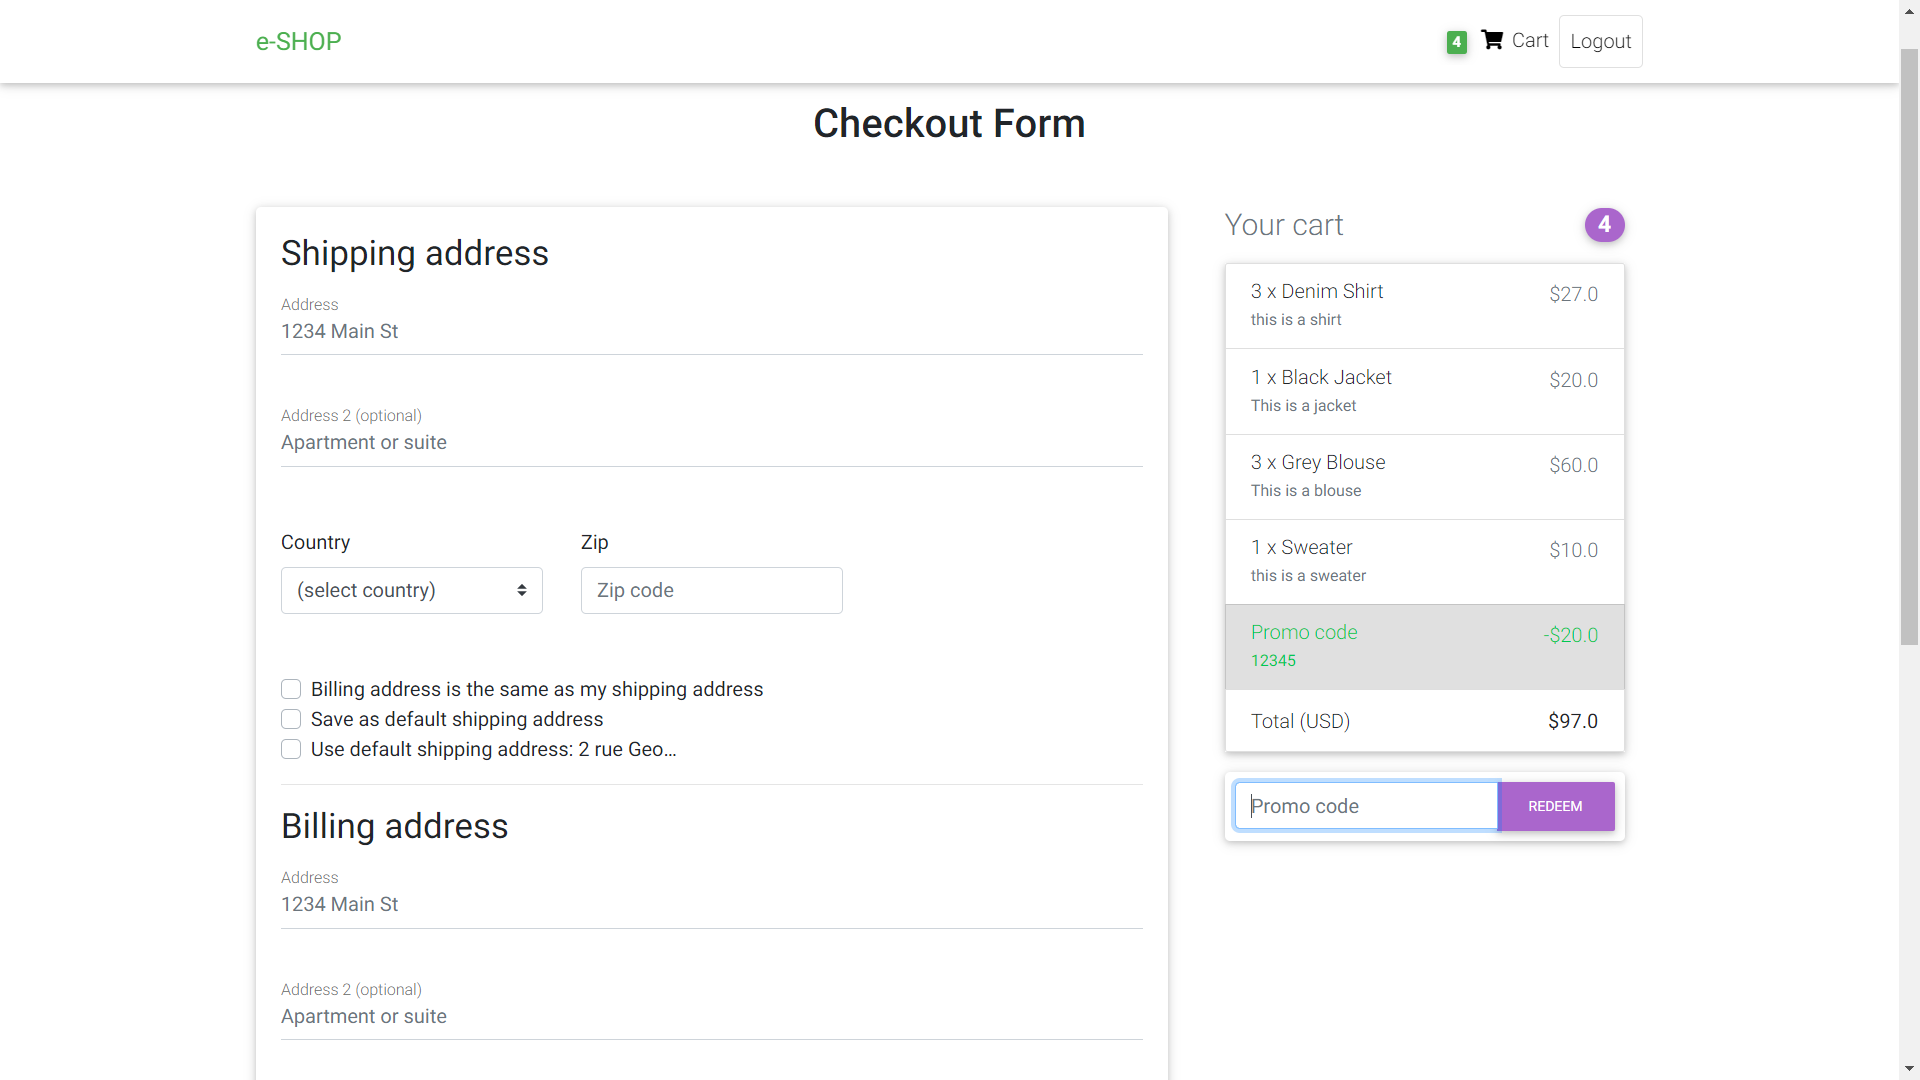 e-SHOP
4 Cart Logout
Checkout Form
Shipping address
Address
1234 Main St
Address 2 (optional)
Apartment or suite
Country Zip
(select country) Zip code
Billing address is the same as my shipping address
Save as default shipping address
Use default shipping address: 2 rue Geo...
Billing address
Address
1234 Main St
Address 2 (optional)
Apartment or suite
Your cart 4
3 x Denim Shirt $27.0
this is a shirt
1 x Black Jacket $20.0
This is a jacket
3 x Grey Blouse $60.0
This is a blouse
1 x Sweater $10.0
this is a sweater
Promo code -$20.0
12345
Total (USD) $97.0
Promo code REDEEM